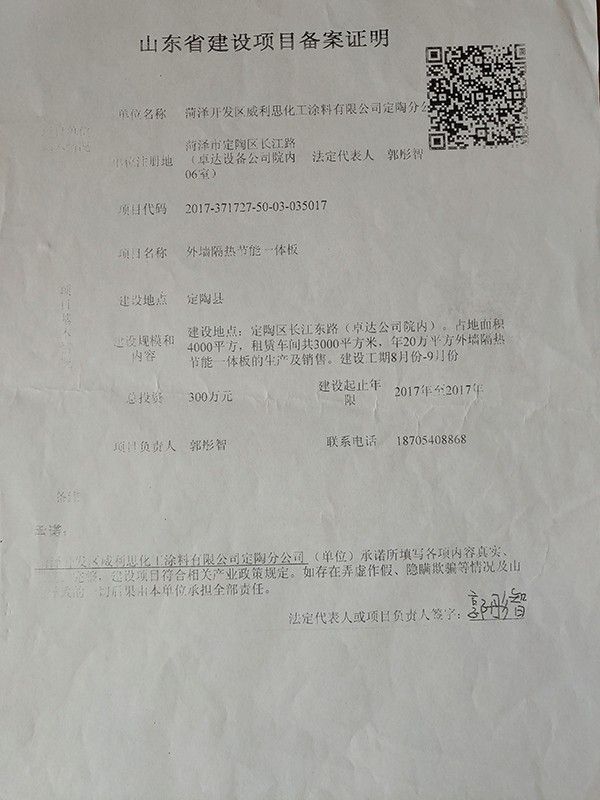 山东省建设项目备案证明
单位名称 菏泽开发区威利思化工涂料有限公司定陶分公
菏泽市定陶区长江路
单位注册地 (卓达设备公司院内 法定代表人 郭彤智
06室)
项目代码 2017-371727-50-03-035017
项目名称 外墙隔热节能一体板
建设地点 定陶县
建设规模和 建设地点:定陶区长江东路(卓达公司院内)。占地面积
内容 4000平方,租赁车间共3000平方米,年20万平方外墙隔热
节能一体板的生产及销售。建设工期8月份-9月份
总投资 300万元 建设起止年 2017年至2017年
限
项目负责人 郭彤智 联系电话 18705408868
备注
承诺:
菏泽开发区威利思化工涂料有限公司定陶分公司(单位)承诺所填写各项内容真实、
建设项目符合相关产业政策规定。如存在弄虚作假、隐瞒欺骗等情况及由
一切后果由本单位承担全部责任。
法定代表人或项目负责人签字:郭彤智